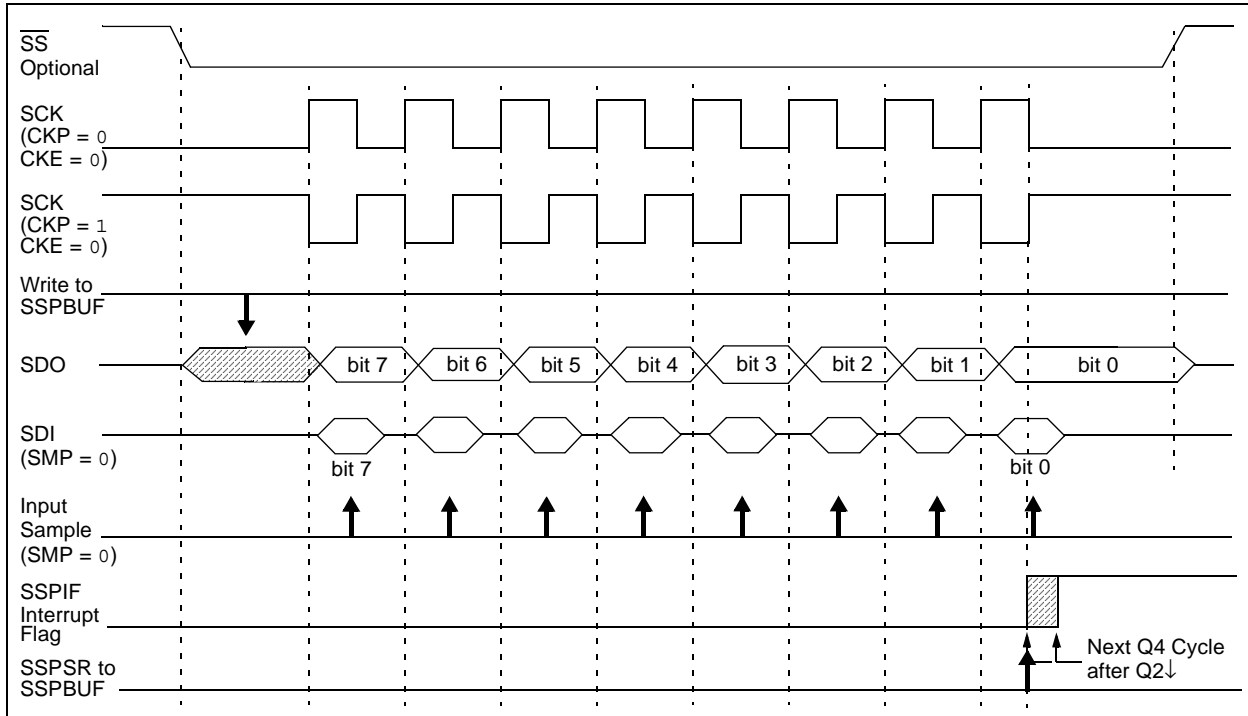 SS
Optional
SCK
(CKP = 0
CKE = 0)
SCK
(CKP = 1
CKE = 0)
Write to
SSPBUF
SDO
bit 7
bit 6
bit 5
bit 4
bit 3
bit 2
bit 1
bit 0
SDI
(SMP = 0)
bit 7
bit 0
Input
Sample
(SMP = 0)
SSPIF
Interrupt
Flag
Next Q4 Cycle
after Q2↓
SSPSR to
SSPBUF